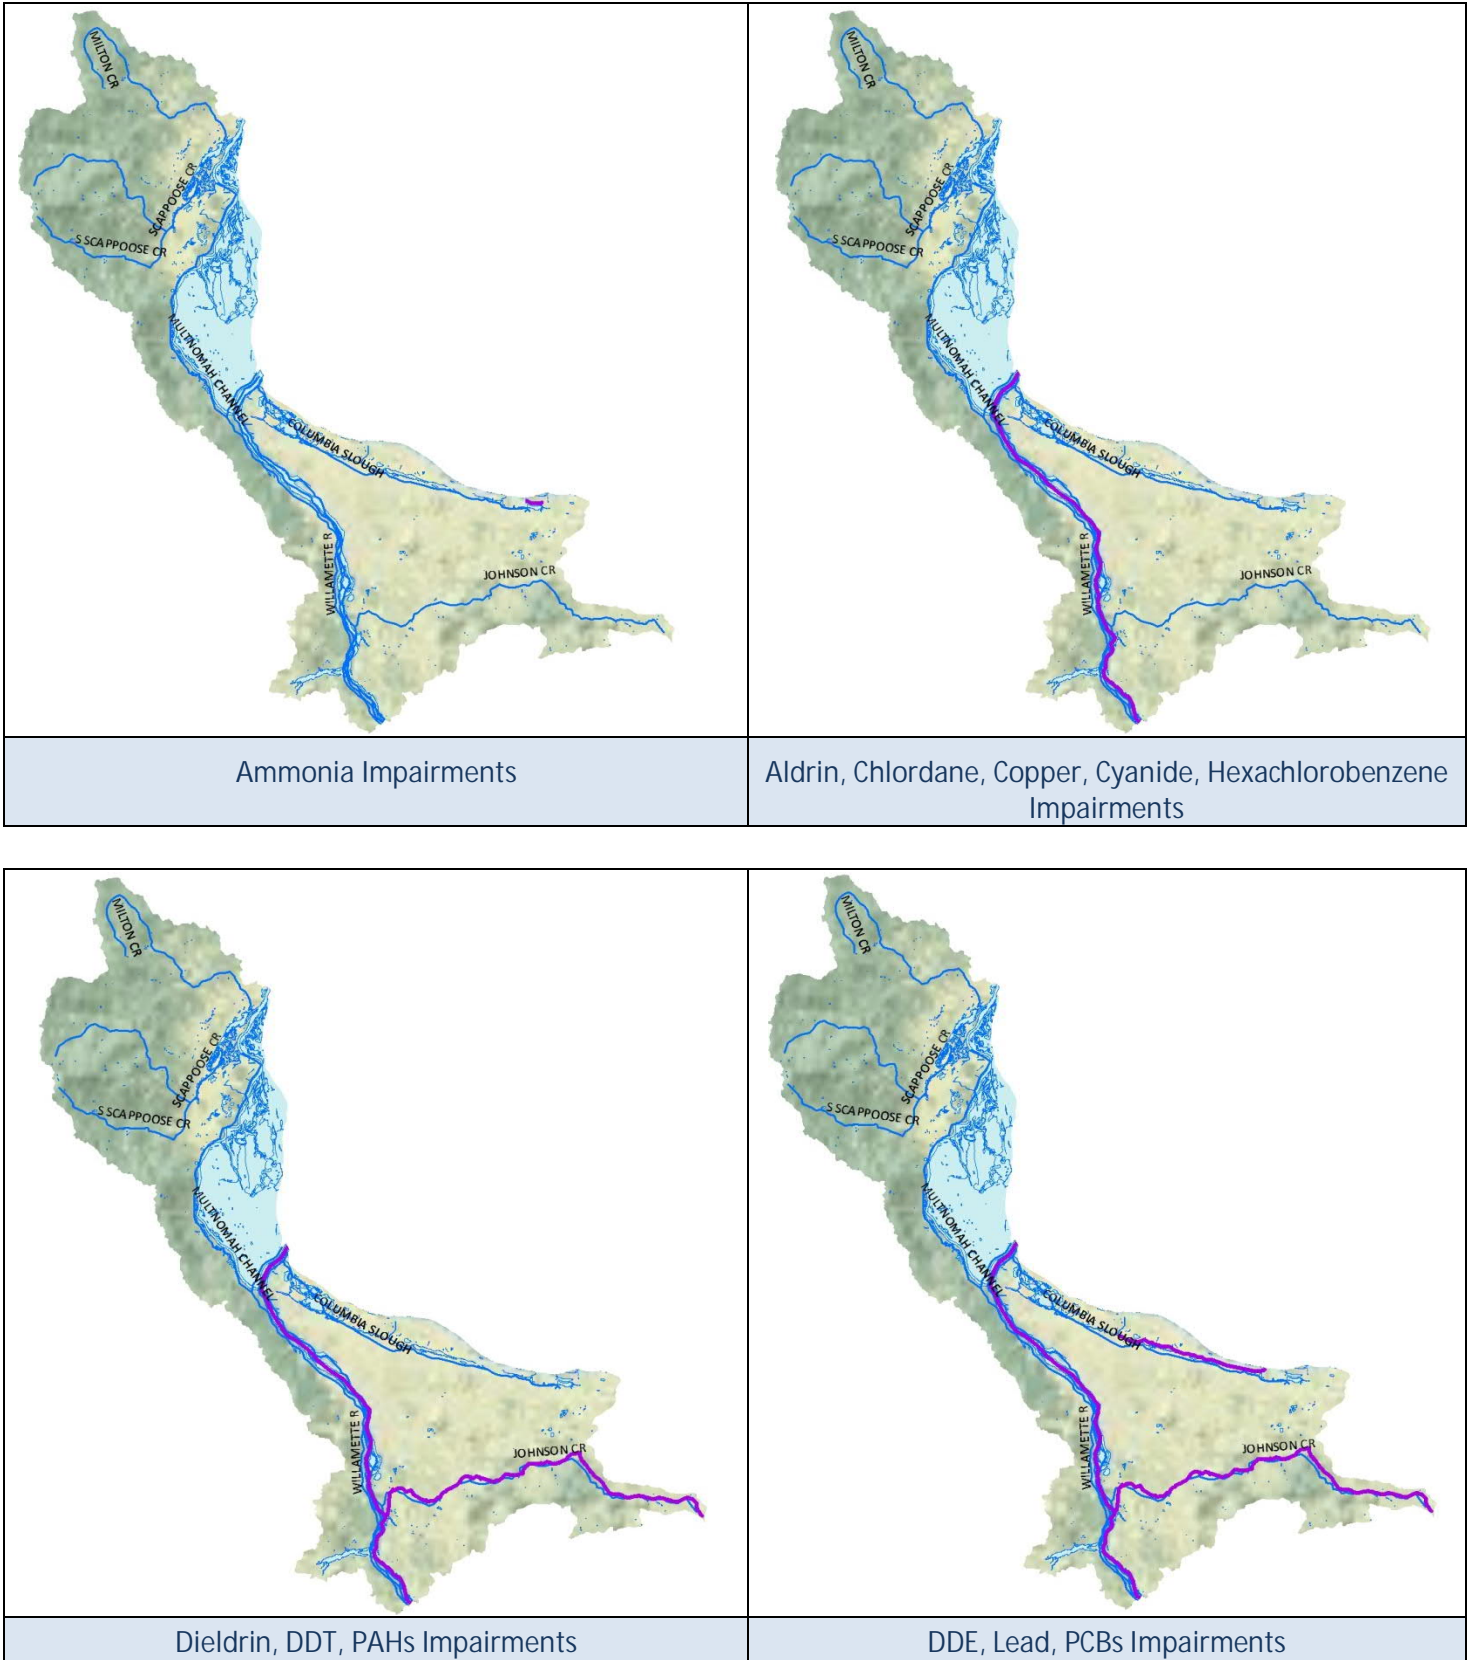 MILTON CR
SCAPPOOSE CR
S SCAPPOOSE CR
MULTNOMAH CHANNEL
COLUMBIA SLOUGH
WILLAMETTE R
JOHNSON CR
Ammonia Impairments
MILTON CR
SCAPPOOSE CR
S SCAPPOOSE CR
MULTNOMAH CHANNEL
COLUMBIA SLOUGH
WILLAMETTE R
JOHNSON CR
Aldrin, Chlordane, Copper, Cyanide, Hexachlorobenzene
Impairments
MILTON CR
SCAPPOOSE CR
S SCAPPOOSE CR
MULTNOMAH CHANNEL
COLUMBIA SLOUGH
WILLAMETTE R
JOHNSON CR
Dieldrin, DDT, PAHs Impairments
MILTON CR
SCAPPOOSE CR
S SCAPPOOSE CR
MULTNOMAH CHANNEL
COLUMBIA SLOUGH
WILLAMETTE R
JOHNSON CR
DDE, Lead, PCBs Impairments